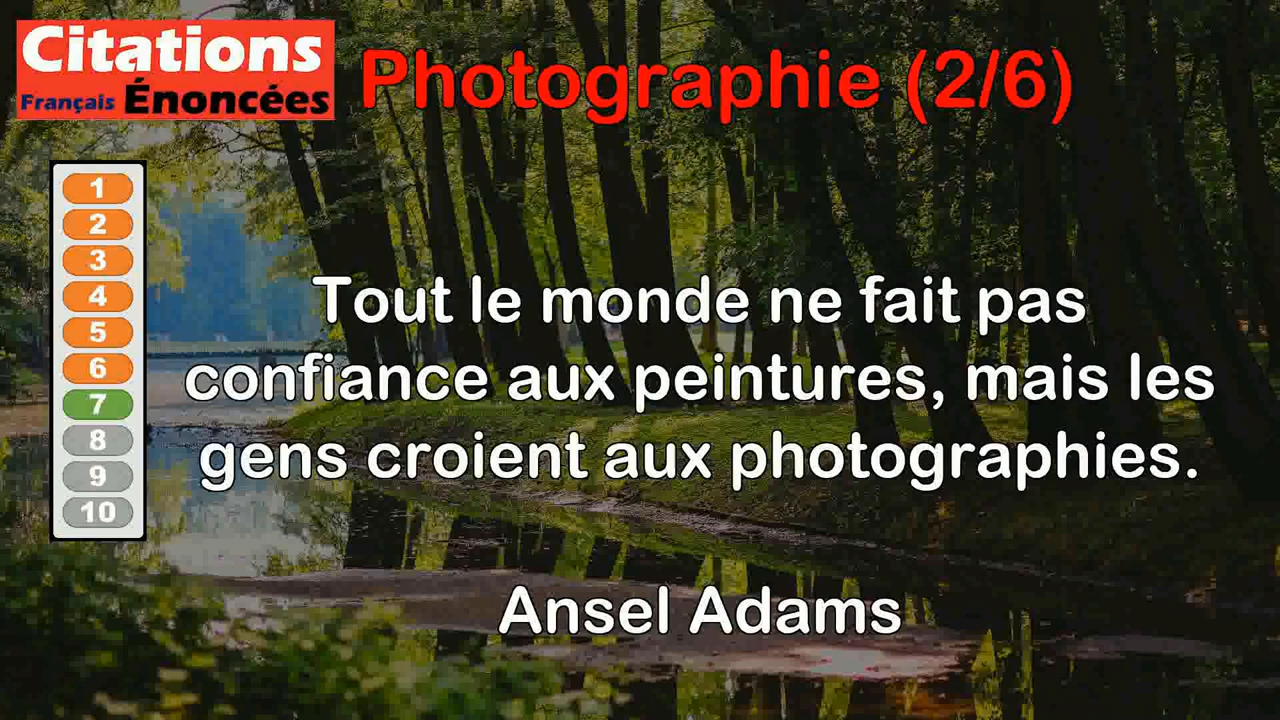 Citations
Français Énoncées
Photographie (2/6)
1
2
3
4
5
6
7
8
9
10
Tout le monde ne fait pas
confiance aux peintures, mais les
gens croient aux photographies.
Ansel Adams